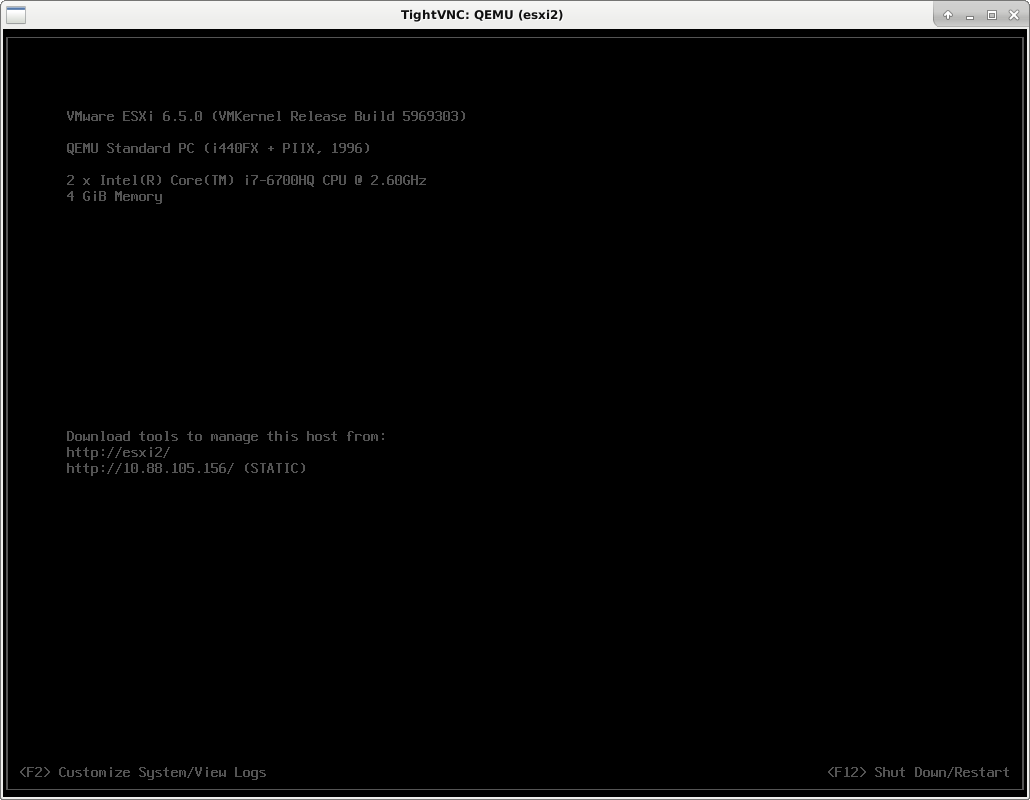 TightVNC: QEMU (esxi2)
VMware ESXi 6.5.0 (VMKernel Release Build 5969303)
QEMU Standard PC (i440FX + PIIX, 1996)
2 x Intel(R) Core(TM) i7-6700HQ CPU @ 2.60GHz
4 GiB Memory
Download tools to manage this host from:
http://esxi2/
http://10.88.105.156/ (STATIC)
<F2> Customize System/View Logs
<F12> Shut Down/Restart